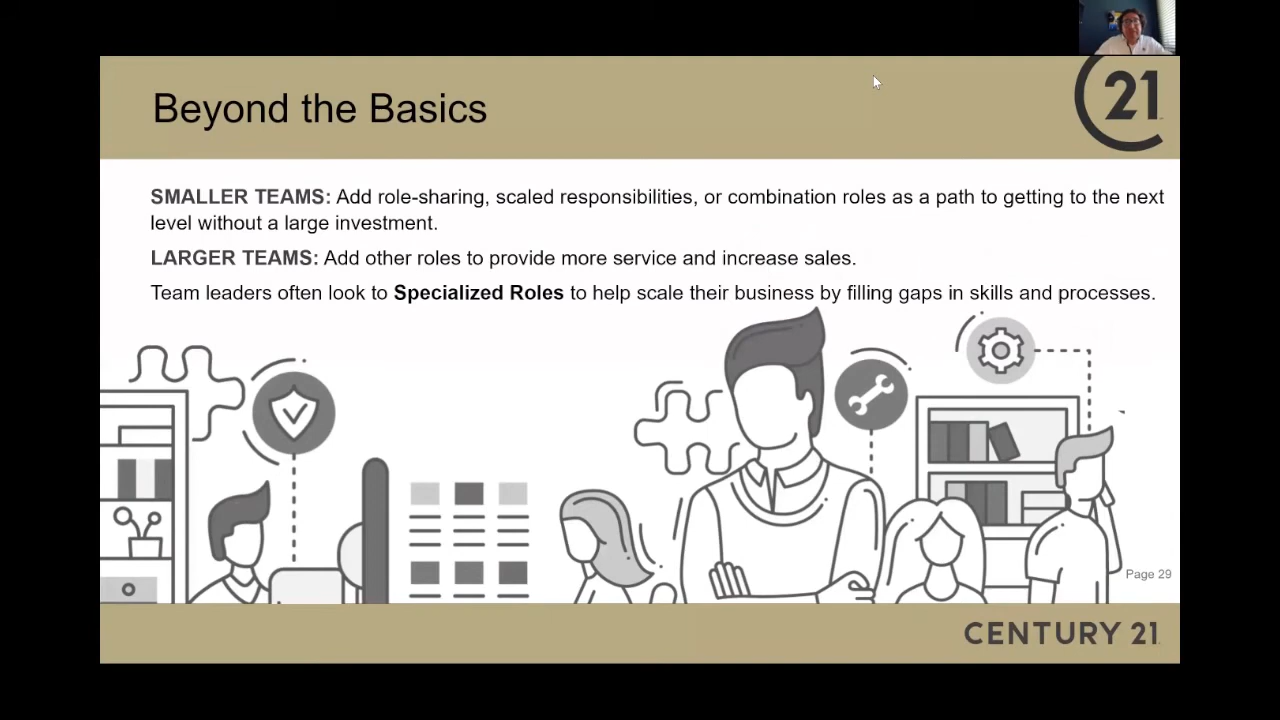 Beyond the Basics
21
SMALLER TEAMS: Add role-sharing, scaled responsibilities, or combination roles as a path to getting to the next
level without a large investment.
LARGER TEAMS: Add other roles to provide more service and increase sales.
Team leaders often look to Specialized Roles to help scale their business by filling gaps in skills and processes.
Page 29
CENTURY 21